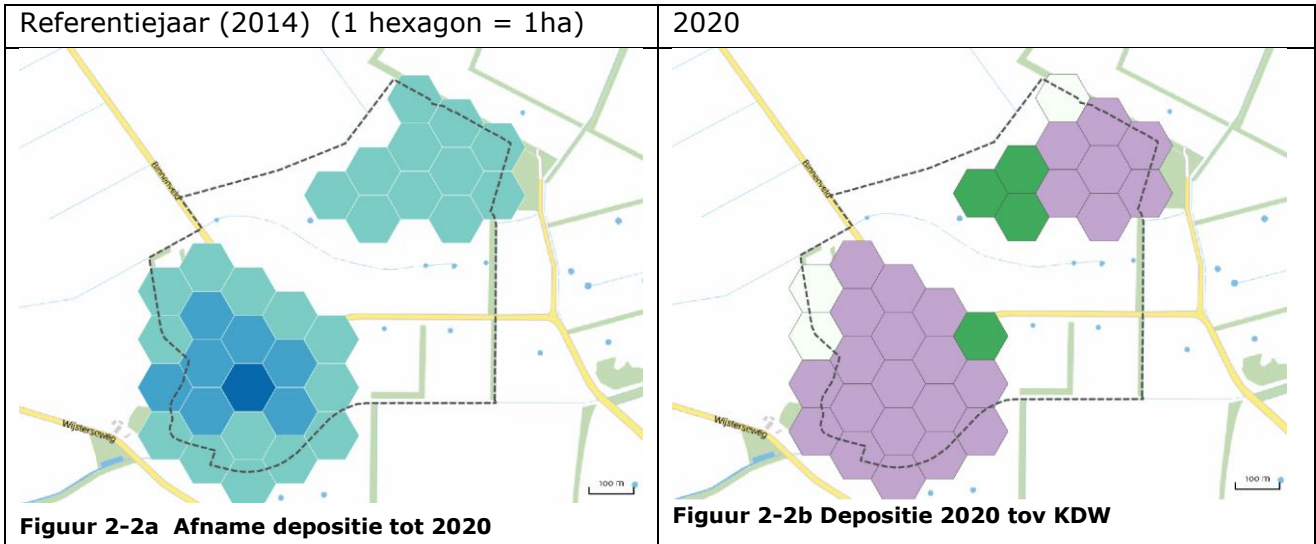 Referentiejaar (2014) (1 hexagon = 1ha)
2020
Binnenveld
Wijsterseweg
100 m
Binnenveld
Wijsterseweg
100 m
Figuur 2-2a Afname depositie tot 2020
Figuur 2-2b Depositie 2020 tov KDW